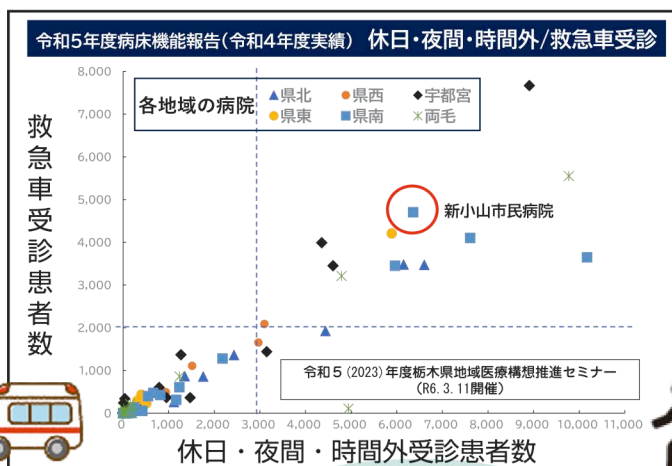 令和5年度病床機能報告(令和4年度実績) 休日・夜間・時間外/救急車受診
各地域の病院
県北 県西 宇都宮
県東 県南 両毛
救急車受診患者数
8,000
7,000
6,000
5,000
4,000
3,000
2,000
1,000
0
新小山市民病院
令和5(2023)年度栃木県地域医療構想推進セミナー
(R6.3.11開催)
0 1,000 2,000 3,000 4,000 5,000 6,000 7,000 8,000 9,000 10,000 11,000
休日・夜間・時間外受診患者数